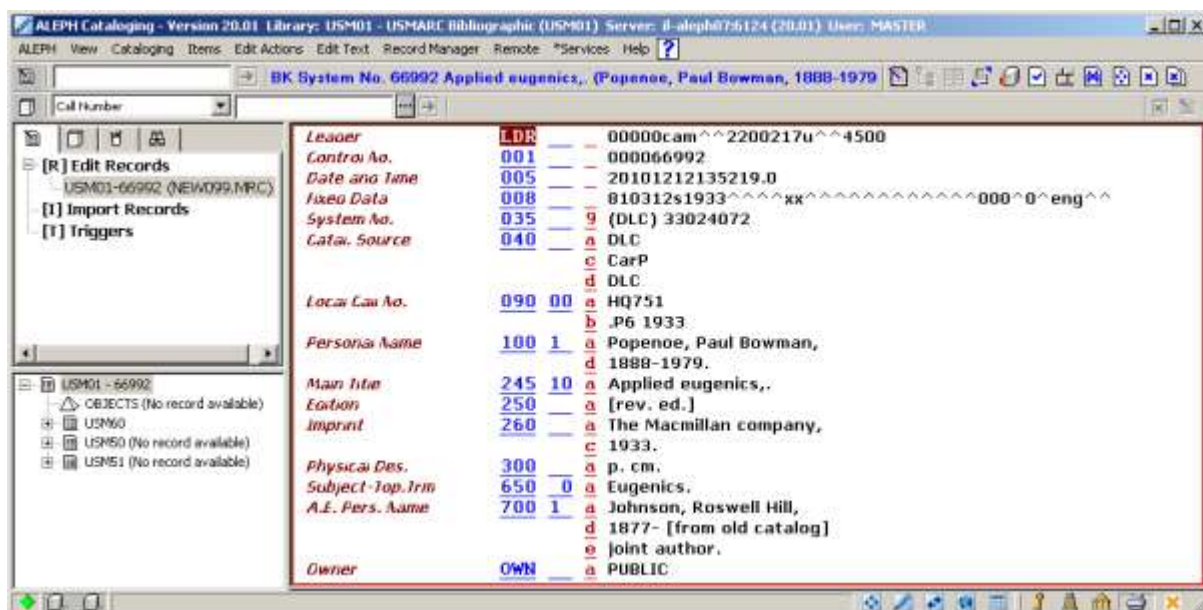 ALEPH Cataloging - Version 20.01 Library: USM01 - USMARC Bibliographic (USM01) Server: il-aleph07:6124 (20.01) User: MASTER
ALEPH View Cataloging Items Edit Actions Edit Text Record Manager Remote *Services Help ?
BK System No. 66992 Applied eugenics,. (Popenoe, Paul Bowman, 1888-1979
Call Number
[R] Edit Records
USM01-66992 (NEW099.MRC)
[I] Import Records
[T] Triggers
USM01 - 66992
OBJECTS (No record available)
USM60
USM50 (No record available)
USM51 (No record available)
Leader LDR 00000cam^^2200217u^^4500
Control No. 001 000066992
Date and Time 005 20101212135219.0
Fixed Data 008 810312s1933^^^^xx^^^^^^^^^^^^^^000^0^eng^^
System No. 035 9 (DLC) 33024072
Catal. Source 040 a DLC
c CarP
d DLC
Local Call No. 090 00 a HQ751
b .P6 1933
Personal Name 100 1 a Popenoe, Paul Bowman,
d 1888-1979.
Main Title 245 10 a Applied eugenics,.
Edition 250 a [rev. ed.]
Imprint 260 a The Macmillan company,
c 1933.
Physical Des. 300 a p. cm.
Subject-Top.Trm 650 0 a Eugenics.
A.E. Pers. Name 700 1 a Johnson, Roswell Hill,
d 1877- [from old catalog]
e joint author.
Owner OWN a PUBLIC